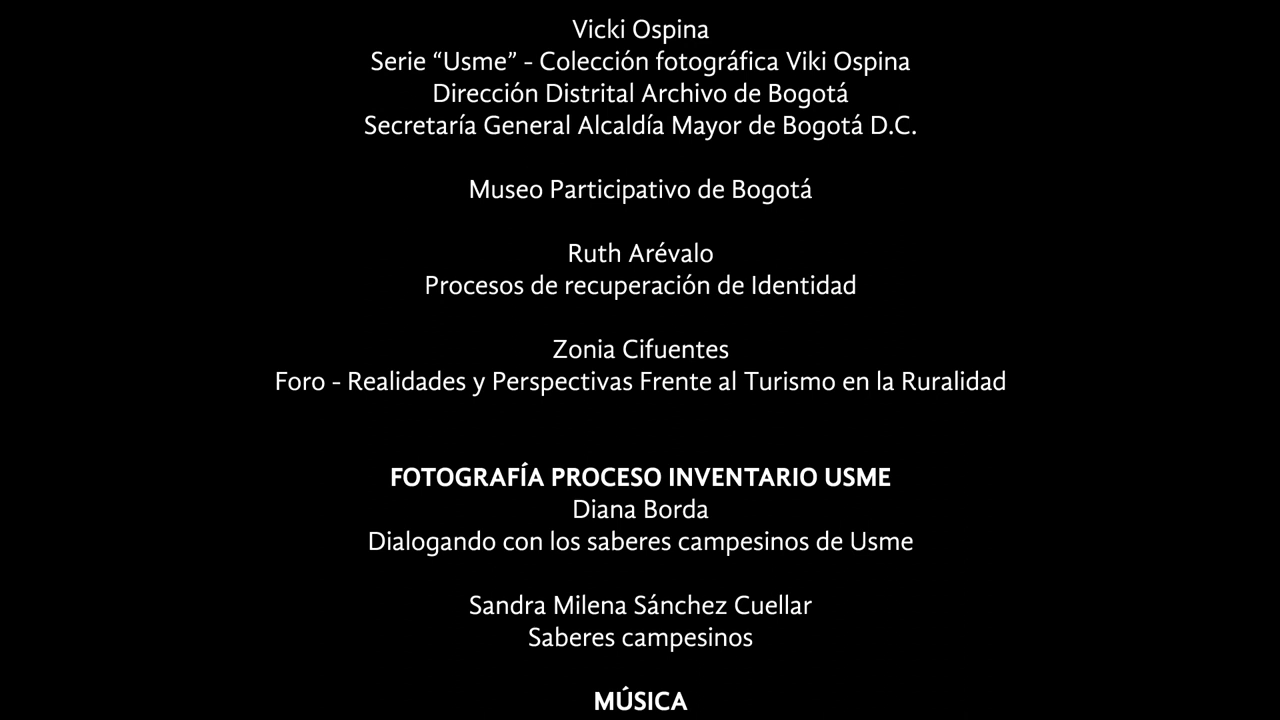 Vicki Ospina
Serie “Usme” - Colección fotográfica Viki Ospina
Dirección Distrital Archivo de Bogotá
Secretaría General Alcaldía Mayor de Bogotá D.C.
Museo Participativo de Bogotá
Ruth Arévalo
Procesos de recuperación de Identidad
Zonia Cifuentes
Foro - Realidades y Perspectivas Frente al Turismo en la Ruralidad
FOTOGRAFÍA PROCESO INVENTARIO USME
Diana Borda
Dialogando con los saberes campesinos de Usme
Sandra Milena Sánchez Cuellar
Saberes campesinos
MÚSICA